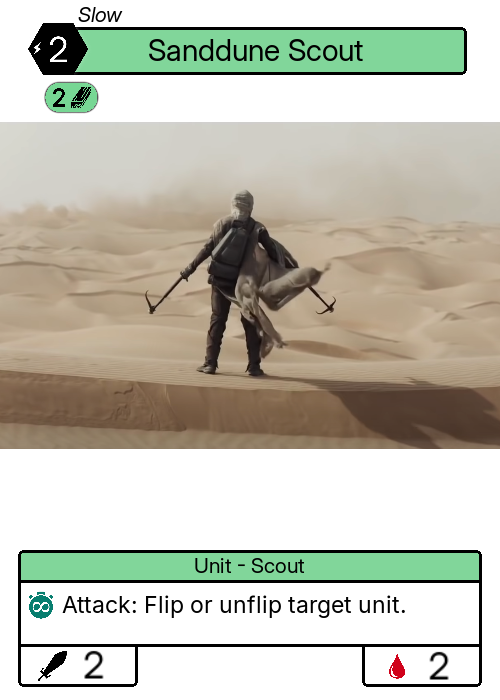 Slow
2 Sanddune Scout
2
Unit - Scout
Attack: Flip or unflip target unit.
2 2